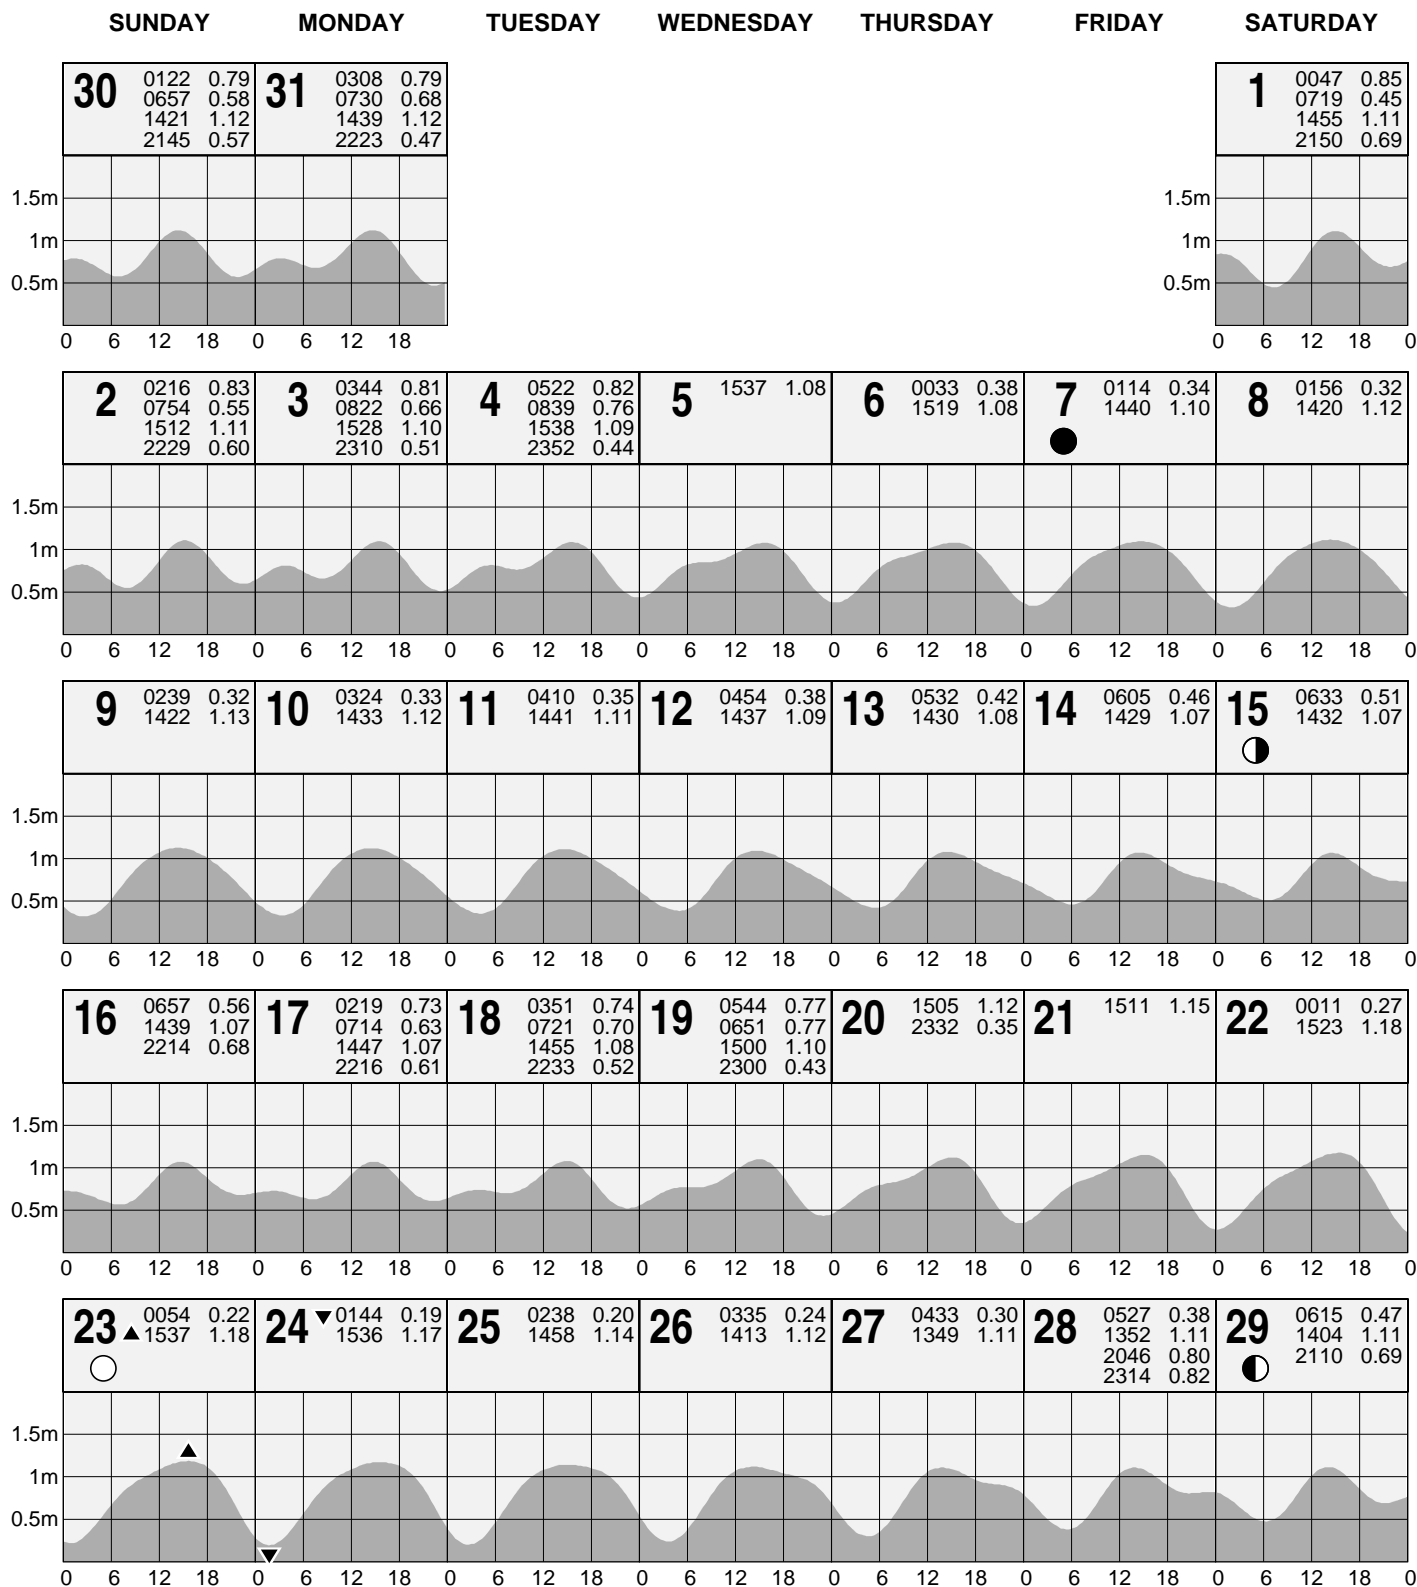 SUNDAY MONDAY TUESDAY WEDNESDAY THURSDAY FRIDAY SATURDAY
30 0122 0.79
0657 0.58
1421 1.12
2145 0.57
31 0308 0.79
0730 0.68
1439 1.12
2223 0.47
1 0047 0.85
0719 0.45
1455 1.11
2150 0.69
1.5m 1.5m
1m 1m
0.5m 0.5m
0 6 12 18 0 6 12 18 0 6 12 18 0
2 0216 0.83
0754 0.55
1512 1.11
2229 0.60
3 0344 0.81
0822 0.66
1528 1.10
2310 0.51
4 0522 0.82
0839 0.76
1538 1.09
2352 0.44
5 1537 1.08
6 0033 0.38
1519 1.08
7 0114 0.34
1440 1.10
8 0156 0.32
1420 1.12
1.5m
1m
0.5m
0 6 12 18 0 6 12 18 0 6 12 18 0 6 12 18 0 6 12 18 0 6 12 18 0 6 12 18 0
9 0239 0.32
1422 1.13
10 0324 0.33
1433 1.12
11 0410 0.35
1441 1.11
12 0454 0.38
1437 1.09
13 0532 0.42
1430 1.08
14 0605 0.46
1429 1.07
15 0633 0.51
1432 1.07
1.5m
1m
0.5m
0 6 12 18 0 6 12 18 0 6 12 18 0 6 12 18 0 6 12 18 0 6 12 18 0 6 12 18 0
16 0657 0.56
1439 1.07
2214 0.68
17 0219 0.73
0714 0.63
1447 1.07
2216 0.61
18 0351 0.74
0721 0.70
1455 1.08
2233 0.52
19 0544 0.77
0651 0.77
1500 1.10
2300 0.43
20 1505 1.12
2332 0.35
21 1511 1.15
22 0011 0.27
1523 1.18
1.5m
1m
0.5m
0 6 12 18 0 6 12 18 0 6 12 18 0 6 12 18 0 6 12 18 0 6 12 18 0 6 12 18 0
23 0054 0.22
1537 1.18
24 0144 0.19
1536 1.17
25 0238 0.20
1458 1.14
26 0335 0.24
1413 1.12
27 0433 0.30
1349 1.11
28 0527 0.38
1352 1.11
2046 0.80
2314 0.82
29 0615 0.47
1404 1.11
2110 0.69
1.5m
1m
0.5m
0 6 12 18 0 6 12 18 0 6 12 18 0 6 12 18 0 6 12 18 0 6 12 18 0 6 12 18 0